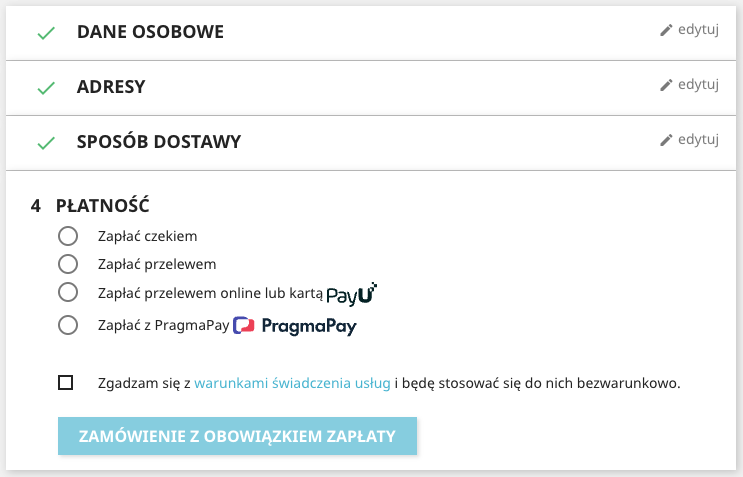 DANE OSOBOWE edytuj
ADRESY edytuj
SPOSÓB DOSTAWY edytuj
4 PŁATNOŚĆ
Zapłać czekiem
Zapłać przelewem
Zapłać przelewem online lub kartą PayU
Zapłać z PragmaPay PragmaPay
Zgadzam się z warunkami świadczenia usług i będę stosować się do nich bezwarunkowo.
ZAMÓWIENIE Z OBOWIĄZKIEM ZAPŁATY